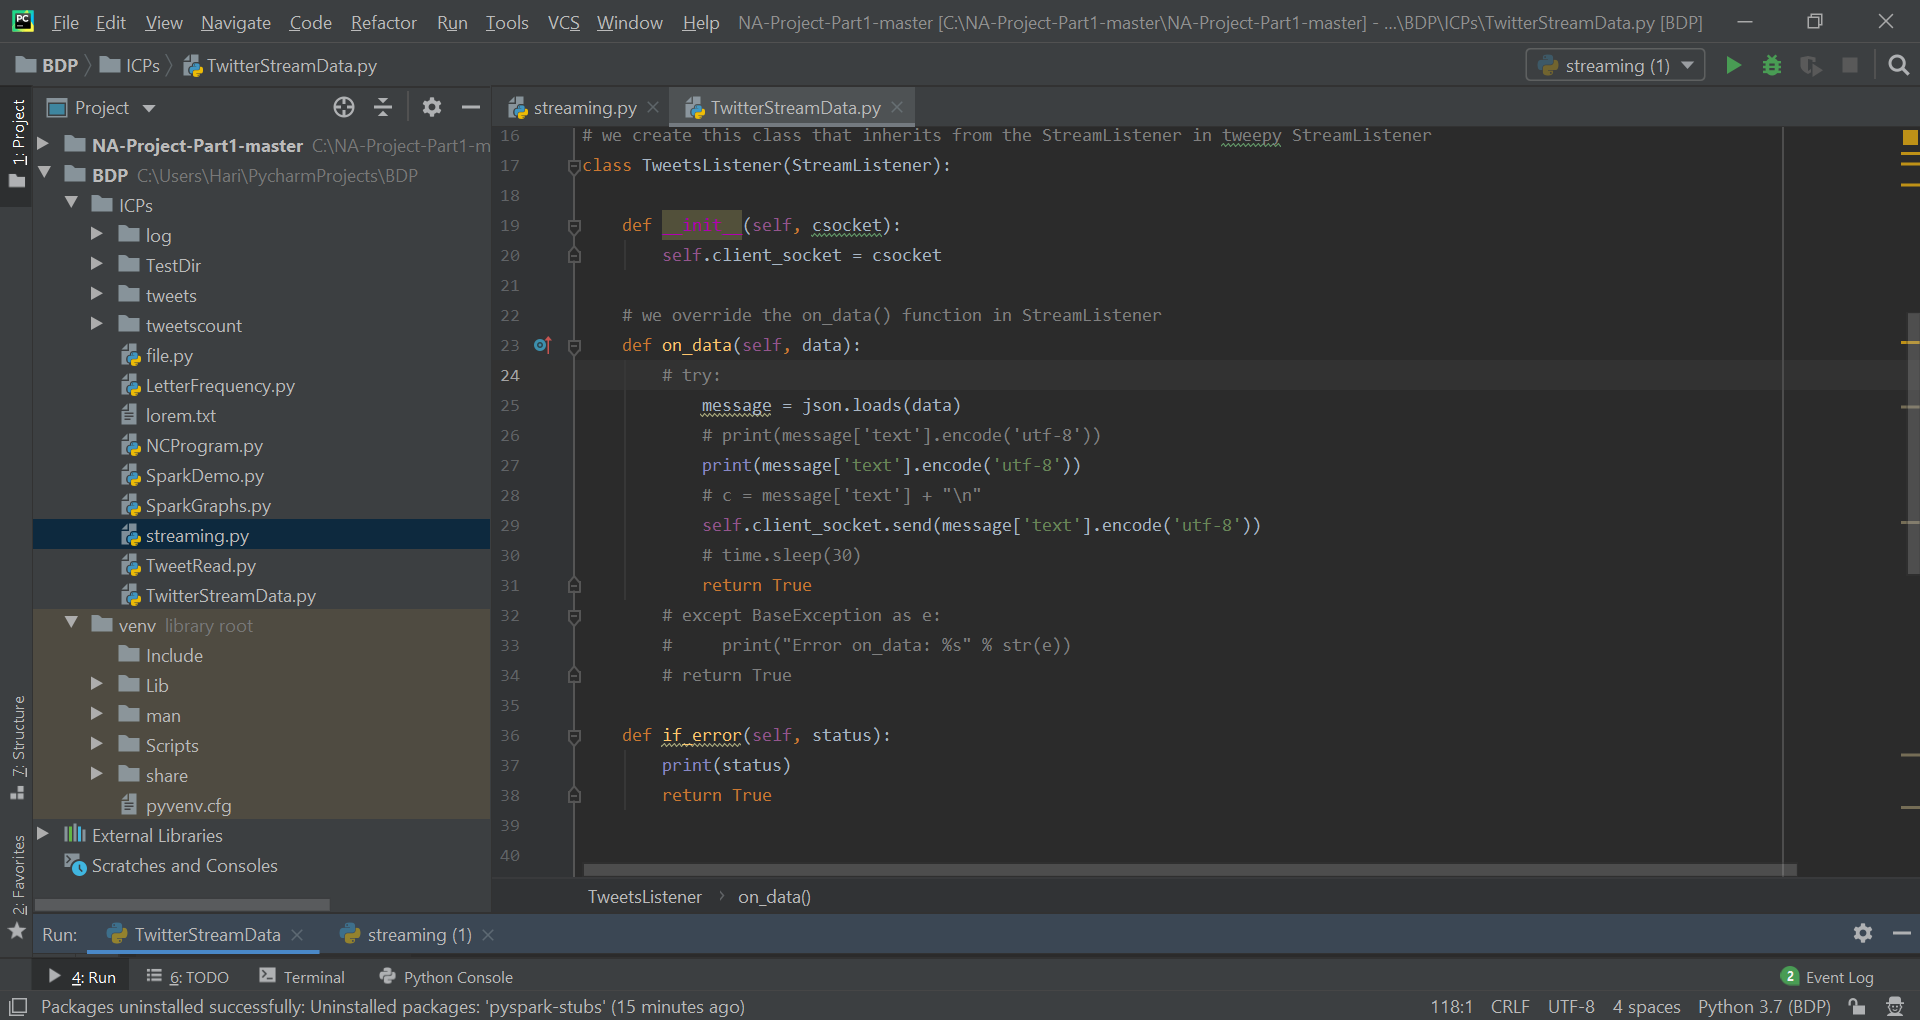 File Edit View Navigate Code Refactor Run Tools VCS Window Help NA-Project-Part1-master [C:\NA-Project-Part1-master\NA-Project-Part1-master] - ...\BDP\ICPs\TwitterStreamData.py [BDP]
BDP ICPs TwitterStreamData.py streaming (1)
1: Project
7: Structure
2: Favorites
Project
NA-Project-Part1-master C:\NA-Project-Part1-m
BDP C:\Users\Hari\PycharmProjects\BDP
ICPs
log
TestDir
tweets
tweetscount
file.py
LetterFrequency.py
lorem.txt
NCProgram.py
SparkDemo.py
SparkGraphs.py
streaming.py
TweetRead.py
TwitterStreamData.py
venv library root
Include
Lib
man
Scripts
share
pyvenv.cfg
External Libraries
Scratches and Consoles
streaming.py TwitterStreamData.py
16 # we create this class that inherits from the StreamListener in tweepy StreamListener
17 class TweetsListener(StreamListener):
18
19 def __init__(self, csocket):
20 self.client_socket = csocket
21
22 # we override the on_data() function in StreamListener
23 def on_data(self, data):
24 # try:
25 message = json.loads(data)
26 # print(message['text'].encode('utf-8'))
27 print(message['text'].encode('utf-8'))
28 # c = message['text'] + "\n"
29 self.client_socket.send(message['text'].encode('utf-8'))
30 # time.sleep(30)
31 return True
32 # except BaseException as e:
33 # print("Error on_data: %s" % str(e))
34 # return True
35
36 def if_error(self, status):
37 print(status)
38 return True
39
40
TweetsListener on_data()
Run: TwitterStreamData streaming (1)
4: Run 6: TODO Terminal Python Console 2 Event Log
Packages uninstalled successfully: Uninstalled packages: 'pyspark-stubs' (15 minutes ago) 118:1 CRLF UTF-8 4 spaces Python 3.7 (BDP)